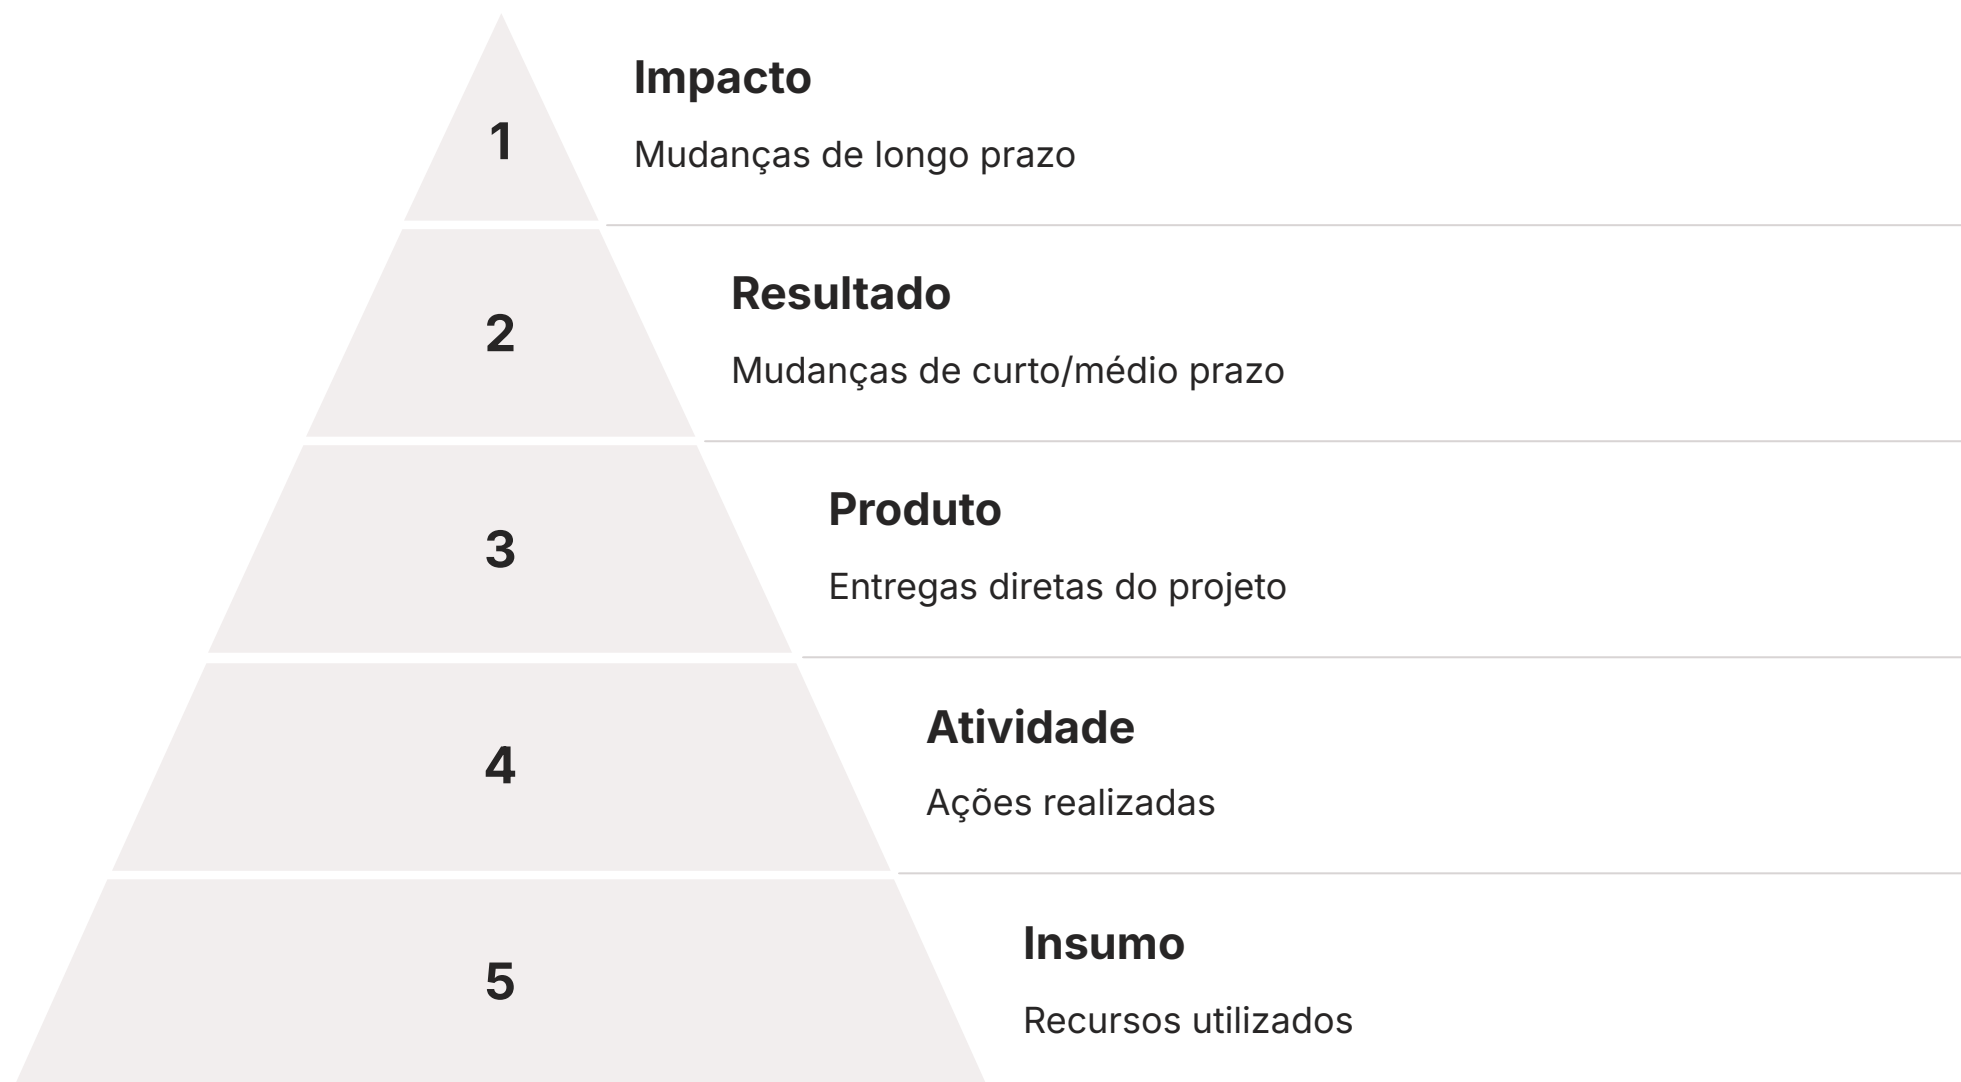 1
Impacto
Mudanças de longo prazo
2
Resultado
Mudanças de curto/médio prazo
3
Produto
Entregas diretas do projeto
4
Atividade
Ações realizadas
5
Insumo
Recursos utilizados